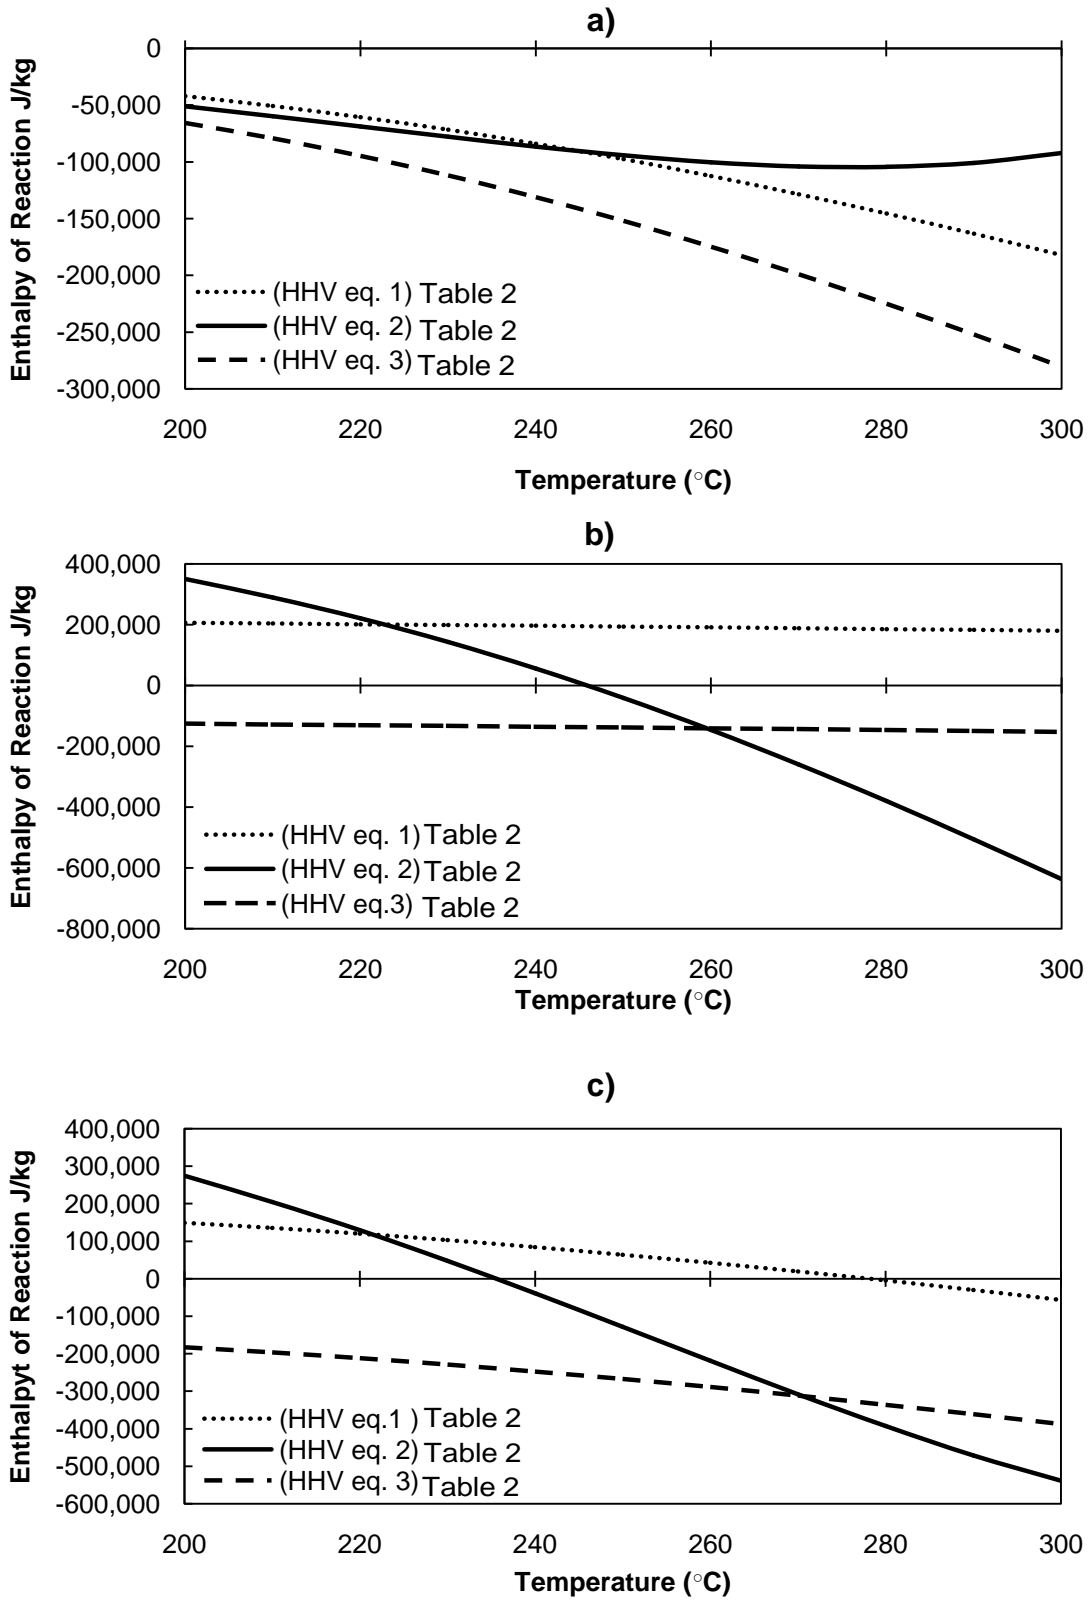 a)
Enthalpy of Reaction J/kg
0
-50,000
-100,000
-150,000
-200,000
-250,000
-300,000
(HHV eq. 1) Table 2
(HHV eq. 2) Table 2
(HHV eq. 3) Table 2
200 220 240 260 280 300
Temperature (°C)
b)
Enthalpy of Reaction J/kg
400,000
200,000
0
-200,000
-400,000
-600,000
-800,000
(HHV eq. 1) Table 2
(HHV eq. 2) Table 2
(HHV eq.3) Table 2
200 220 240 260 280 300
Temperature (°C)
c)
Enthalpyt of Reaction J/kg
400,000
300,000
200,000
100,000
0
-100,000
-200,000
-300,000
-400,000
-500,000
-600,000
(HHV eq.1 ) Table 2
(HHV eq. 2) Table 2
(HHV eq. 3) Table 2
200 220 240 260 280 300
Temperature (°C)